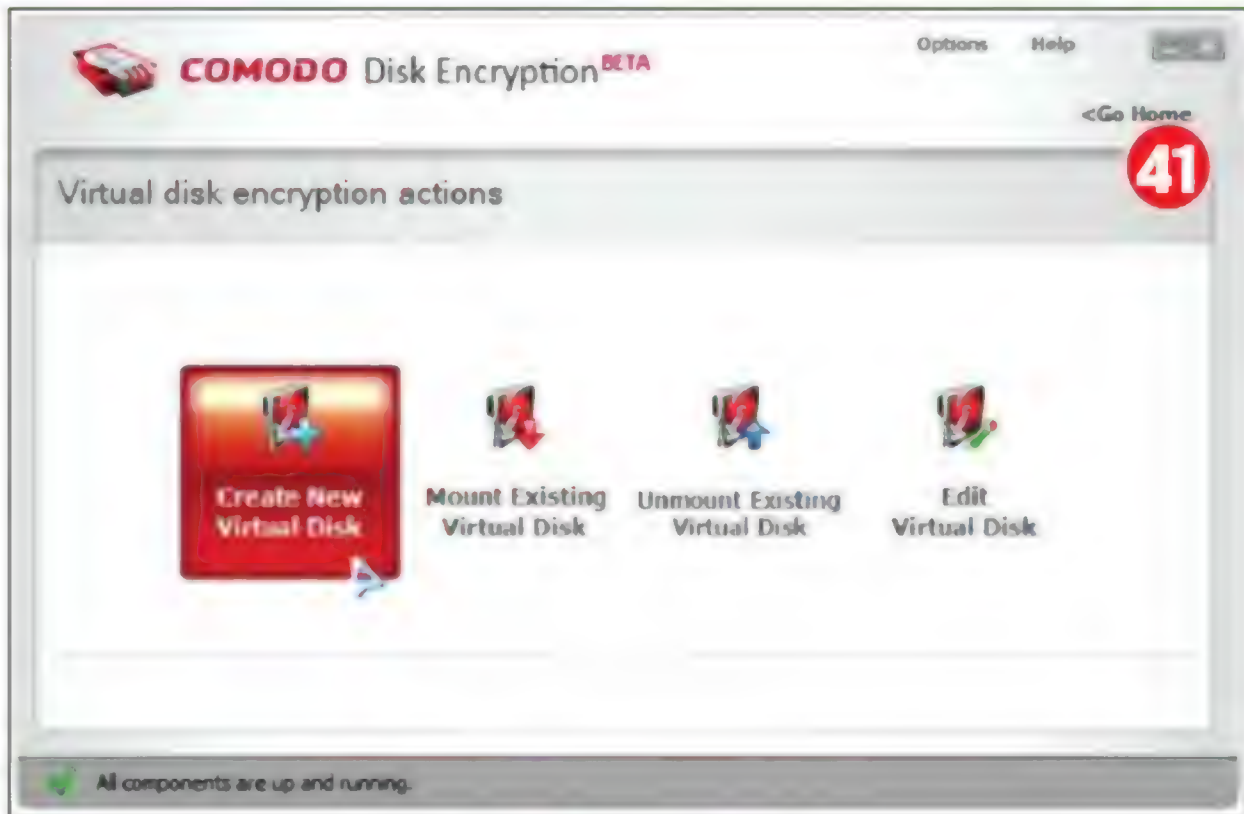 COMODO Disk Encryption BETA
Options Help
<Go Home
41
Virtual disk encryption actions
Create New
Virtual Disk
Mount Existing
Virtual Disk
Unmount Existing
Virtual Disk
Edit
Virtual Disk
All components are up and running.